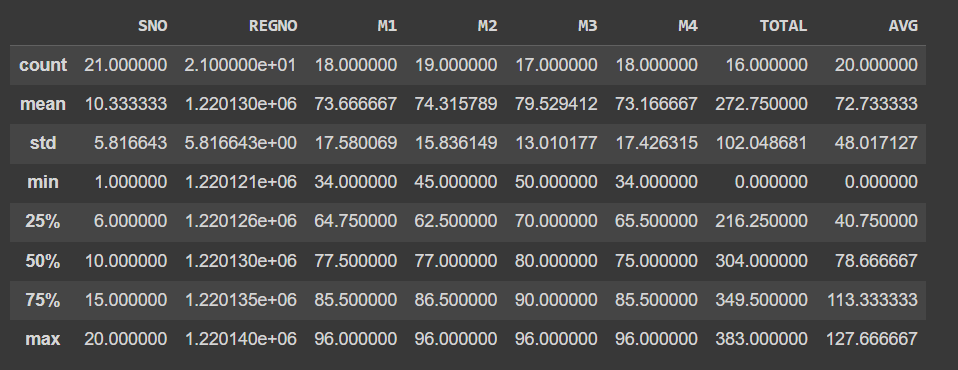 SNO REGNO M1 M2 M3 M4 TOTAL AVG
count 21.000000 2.100000e+01 18.000000 19.000000 17.000000 18.000000 16.000000 20.000000
mean 10.333333 1.220130e+06 73.666667 74.315789 79.529412 73.166667 272.750000 72.733333
std 5.816643 5.816643e+00 17.580069 15.836149 13.010177 17.426315 102.048681 48.017127
min 1.000000 1.220121e+06 34.000000 45.000000 50.000000 34.000000 0.000000 0.000000
25% 6.000000 1.220126e+06 64.750000 62.500000 70.000000 65.500000 216.250000 40.750000
50% 10.000000 1.220130e+06 77.500000 77.000000 80.000000 75.000000 304.000000 78.666667
75% 15.000000 1.220135e+06 85.500000 86.500000 90.000000 85.500000 349.500000 113.333333
max 20.000000 1.220140e+06 96.000000 96.000000 96.000000 96.000000 383.000000 127.666667